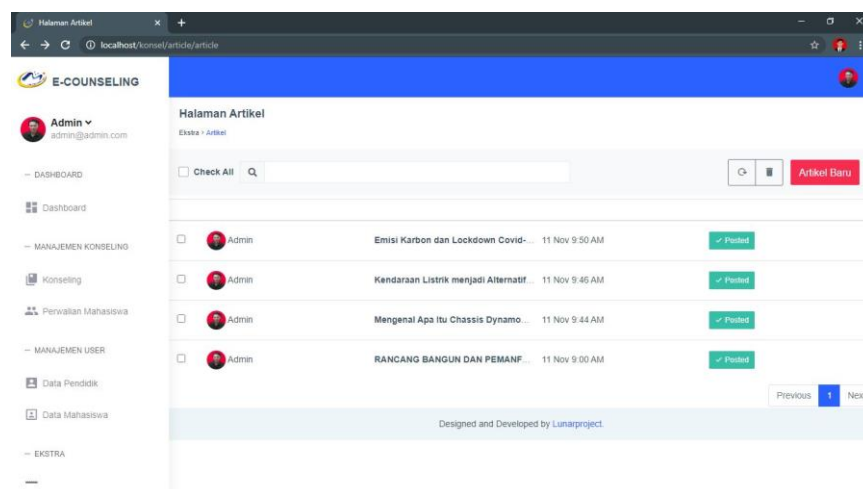 Halaman Artikel
localhost/konsel/article/article
E-COUNSELING
Admin
admin@admin.com
DASHBOARD
Dashboard
MANAJEMEN KONSELING
Konseling
Perwalian Mahasiswa
MANAJEMEN USER
Data Pendidik
Data Mahasiswa
EKSTRA
Halaman Artikel
Ekstra > Artikel
Check All
Artikel Baru
Admin Emisi Karbon dan Lockdown Covid-... 11 Nov 9:50 AM Posted
Admin Kendaraan Listrik menjadi Alternatif... 11 Nov 9:46 AM Posted
Admin Mengenal Apa Itu Chassis Dynamo... 11 Nov 9:44 AM Posted
Admin RANCANG BANGUN DAN PEMANF... 11 Nov 9:00 AM Posted
Previous 1 Nex
Designed and Developed by Lunarproject.